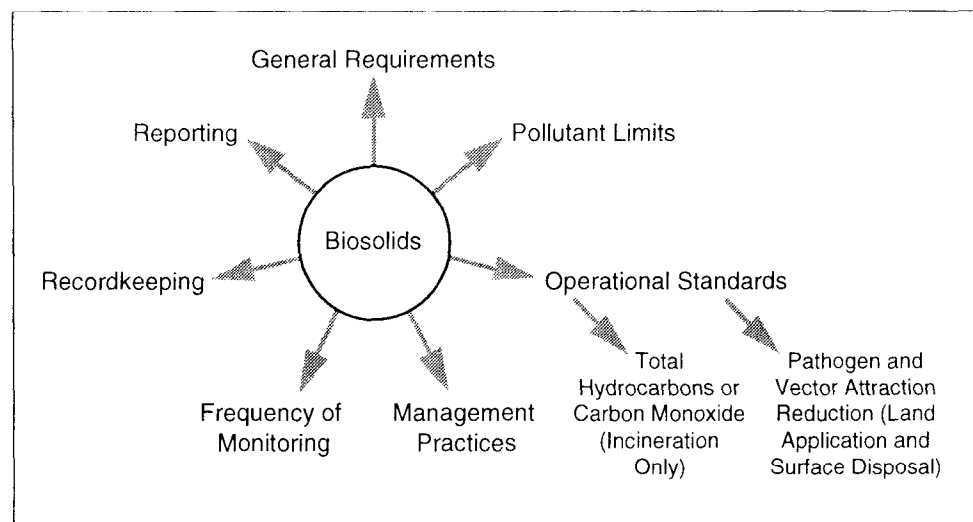 General Requirements
Reporting
Pollutant Limits
Biosolids
Recordkeeping
Operational Standards
Frequency of
Monitoring
Management
Practices
Total
Hydrocarbons or
Carbon Monoxide
(Incineration
Only)
Pathogen and
Vector Attraction
Reduction (Land
Application and
Surface Disposal)